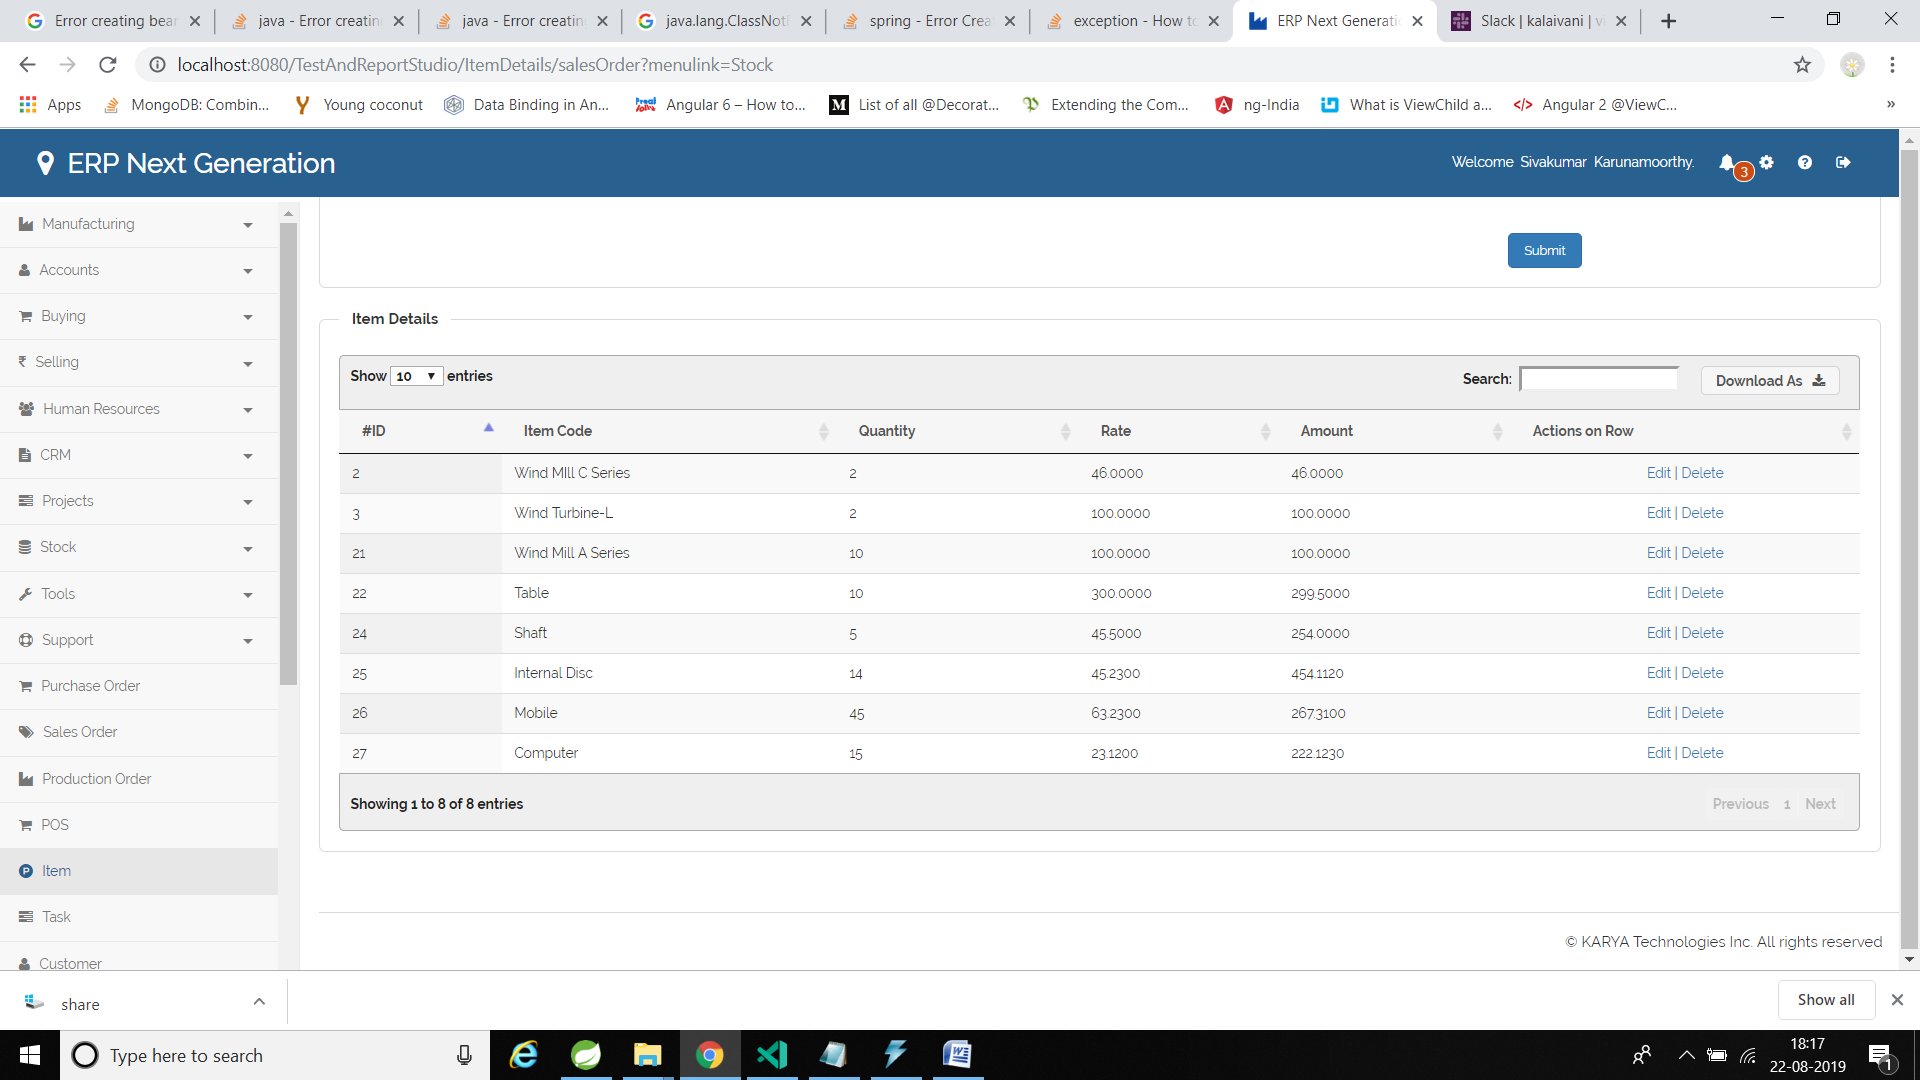 Error creating bear
java - Error creatin
java - Error creatin
java.lang.ClassNotF
spring - Error Crea
exception - How to
ERP Next Generati
Slack | kalaivani | v
localhost:8080/TestAndReportStudio/ItemDetails/salesOrder?menulink=Stock
Apps
MongoDB: Combin...
Young coconut
Data Binding in An...
Angular 6 – How to...
M List of all @Decorat...
Extending the Com...
ng-India
What is ViewChild a...
</> Angular 2 @ViewC...
»
ERP Next Generation
Welcome Sivakumar Karunamoorthy.
3
Manufacturing
Accounts
Buying
₹ Selling
Human Resources
CRM
Projects
Stock
Tools
Support
Purchase Order
Sales Order
Production Order
POS
Item
Task
Customer
Submit
Item Details
Show 10 entries
Search:
Download As
#ID Item Code Quantity Rate Amount Actions on Row
2 Wind MIll C Series 2 46.0000 46.0000 Edit | Delete
3 Wind Turbine-L 2 100.0000 100.0000 Edit | Delete
21 Wind Mill A Series 10 100.0000 100.0000 Edit | Delete
22 Table 10 300.0000 299.5000 Edit | Delete
24 Shaft 5 45.5000 254.0000 Edit | Delete
25 Internal Disc 14 45.2300 454.1120 Edit | Delete
26 Mobile 45 63.2300 267.3100 Edit | Delete
27 Computer 15 23.1200 222.1230 Edit | Delete
Showing 1 to 8 of 8 entries
Previous 1 Next
© KARYA Technologies Inc. All rights reserved
share
Show all
Type here to search
18:17
22-08-2019
1